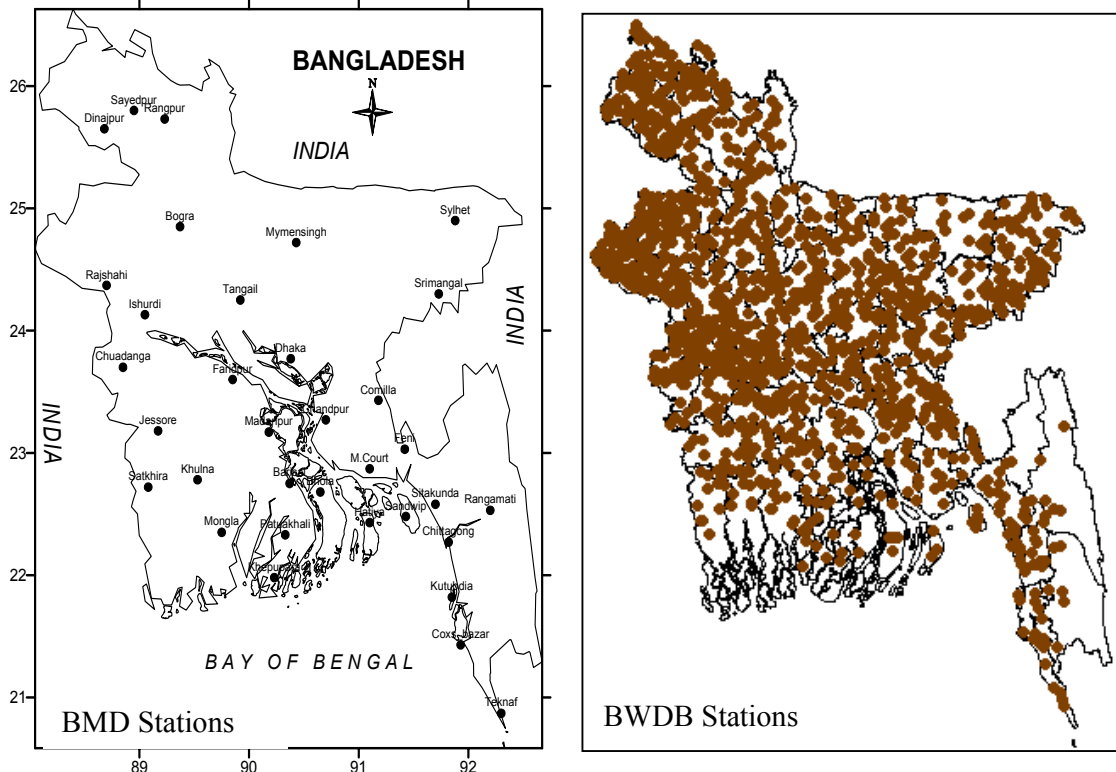 BANGLADESH
N
26
Sayedpur
Rangpur
Dinajpur
INDIA
25
Bogra
Sylhet
Mymensingh
Rajshahi
Tangail
Srimangal
Ishurdi
INDIA
24
Dhaka
Chuadanga
Faridpur
Comilla
INDIA
Jessore
Chandpur
Madaripur
Feni
23
M.Court
Khulna
Satkhira
Barisal
Bhola
Sitakunda
Rangamati
Hatiya
Sandwip
Mongla
Patuakhali
Chittagong
22
Khepupara
Kutubdia
Coxs_bazar
BAY OF BENGAL
21
Teknaf
BMD Stations
89
90
91
92
BWDB Stations